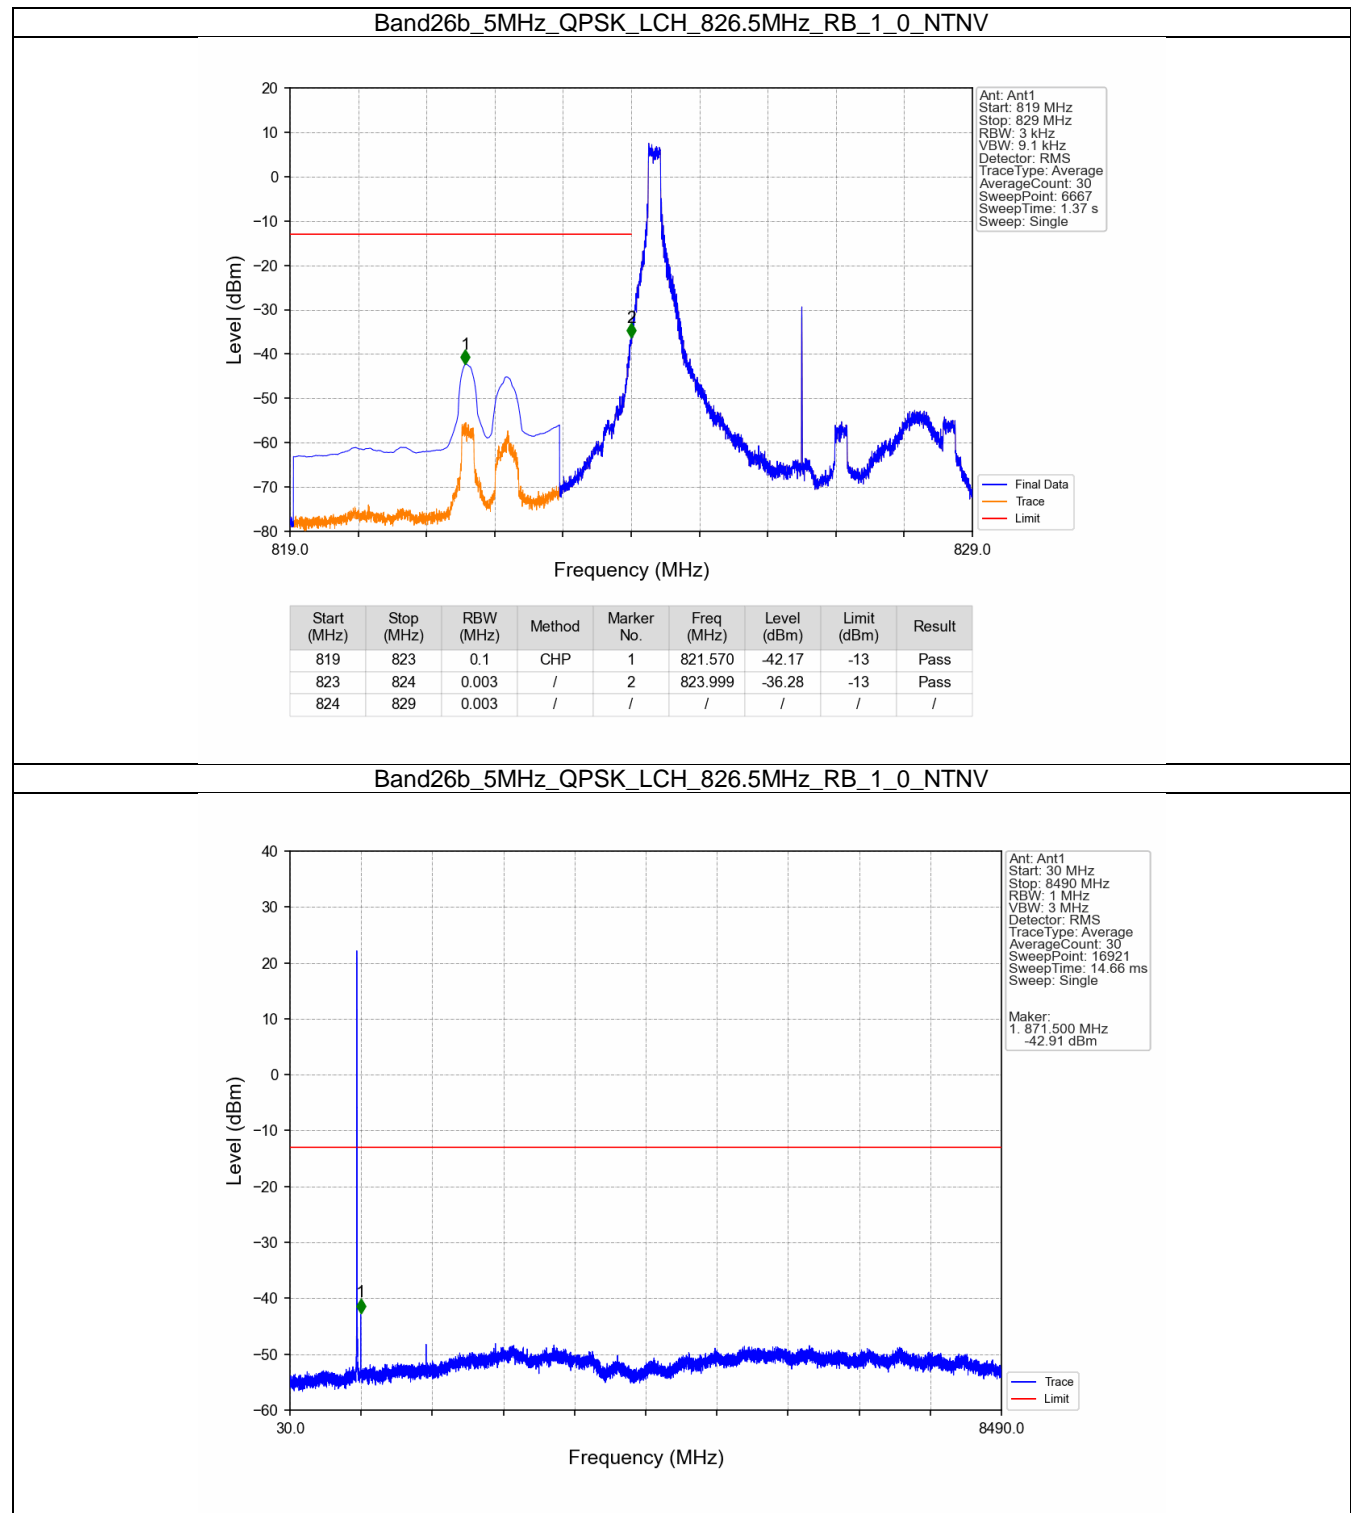 Band26b_5MHz_QPSK_LCH_826.5MHz_RB_1_0_NTNV
20
10
0
−10
−20
−30
−40
−50
−60
−70
−80
Level (dBm)
1
2
819.0
829.0
Frequency (MHz)
Ant: Ant1
Start: 819 MHz
Stop: 829 MHz
RBW: 3 kHz
VBW: 9.1 kHz
Detector: RMS
TraceType: Average
AverageCount: 30
SweepPoint: 6667
SweepTime: 1.37 s
Sweep: Single
Final Data
Trace
Limit
Start (MHz) Stop (MHz) RBW (MHz) Method Marker No. Freq (MHz) Level (dBm) Limit (dBm) Result
819 823 0.1 CHP 1 821.570 -42.17 -13 Pass
823 824 0.003 / 2 823.999 -36.28 -13 Pass
824 829 0.003 / / / / / /
Band26b_5MHz_QPSK_LCH_826.5MHz_RB_1_0_NTNV
40
30
20
10
0
−10
−20
−30
−40
−50
−60
Level (dBm)
1
30.0
8490.0
Frequency (MHz)
Ant: Ant1
Start: 30 MHz
Stop: 8490 MHz
RBW: 1 MHz
VBW: 3 MHz
Detector: RMS
TraceType: Average
AverageCount: 30
SweepPoint: 16921
SweepTime: 14.66 ms
Sweep: Single
Maker:
1. 871.500 MHz
-42.91 dBm
Trace
Limit